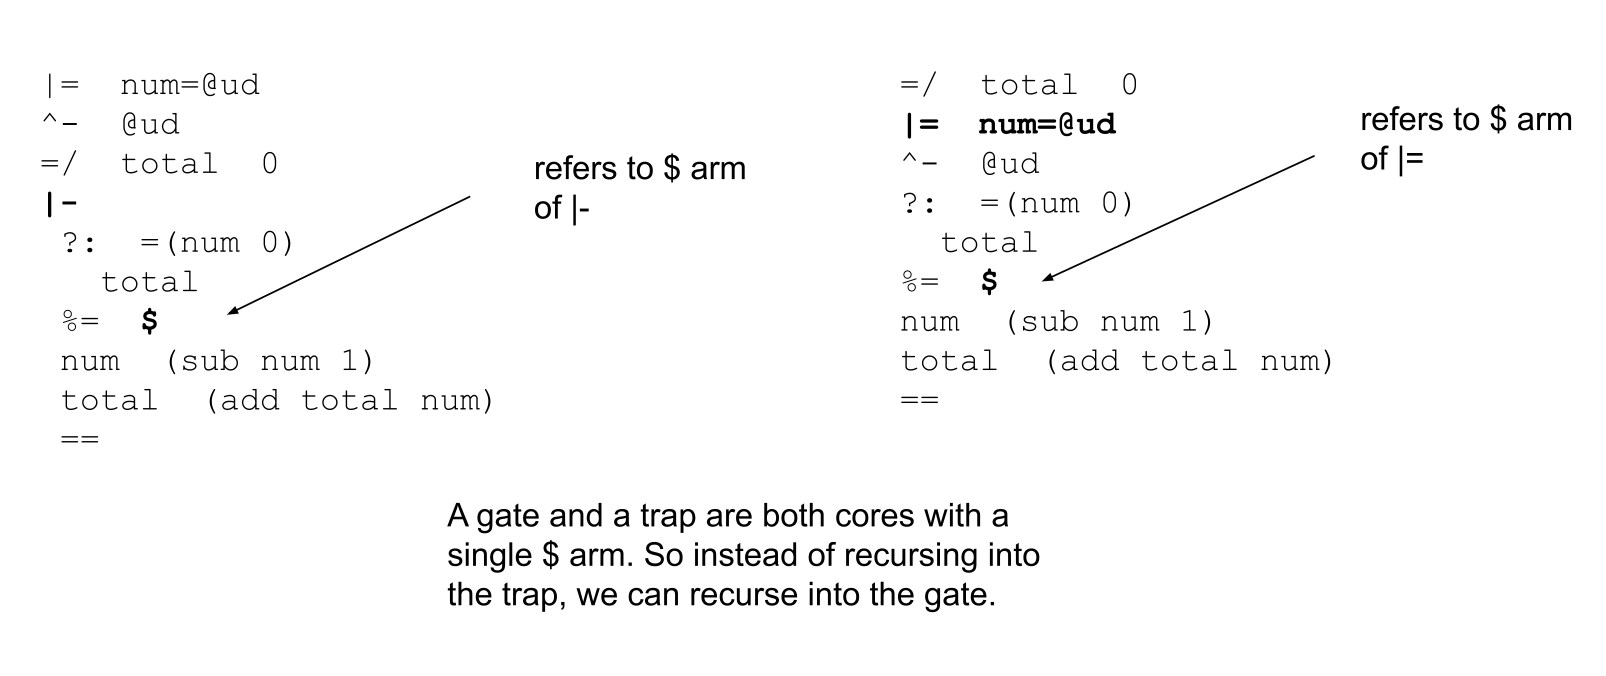 |=  num=@ud
^-  @ud
=/  total  0
|-
?:  =(num 0)
total
%=  $
num  (sub num 1)
total  (add total num)
==
refers to $ arm
of |-
=/  total  0
|=  num=@ud
^-  @ud
?:  =(num 0)
total
%=  $
num  (sub num 1)
total  (add total num)
==
refers to $ arm
of |=
A gate and a trap are both cores with a
single $ arm. So instead of recursing into
the trap, we can recurse into the gate.